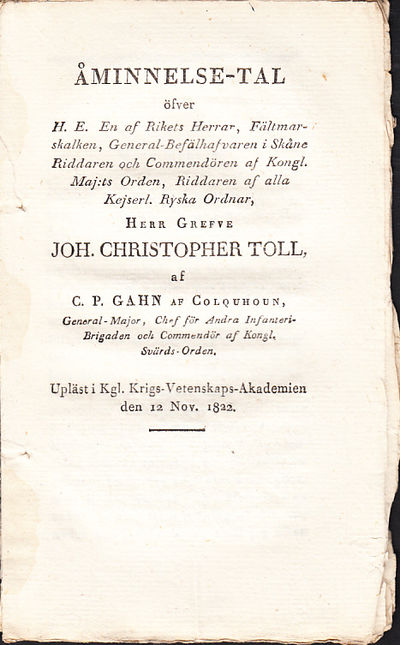 ÅMINNELSE-TAL
öfver
H. E. En af Rikets Herrar, Fältmar-
skalken, General-Befälhafvaren i Skåne
Riddaren och Commendören af Kongl.
Maj:ts Orden, Riddaren af alla
Kejserl. Ryska Ordnar,
HERR GREFVE
JOH. CHRISTOPHER TOLL,
af
C. P. GAHN AF COLQUHOUN,
General-Major, Chef för Andra Infanteri-
Brigaden och Commendör af Kongl.
Svärds-Orden.
Upläst i Kgl. Krigs-Vetenskaps-Akademien
den 12 Nov. 1822.